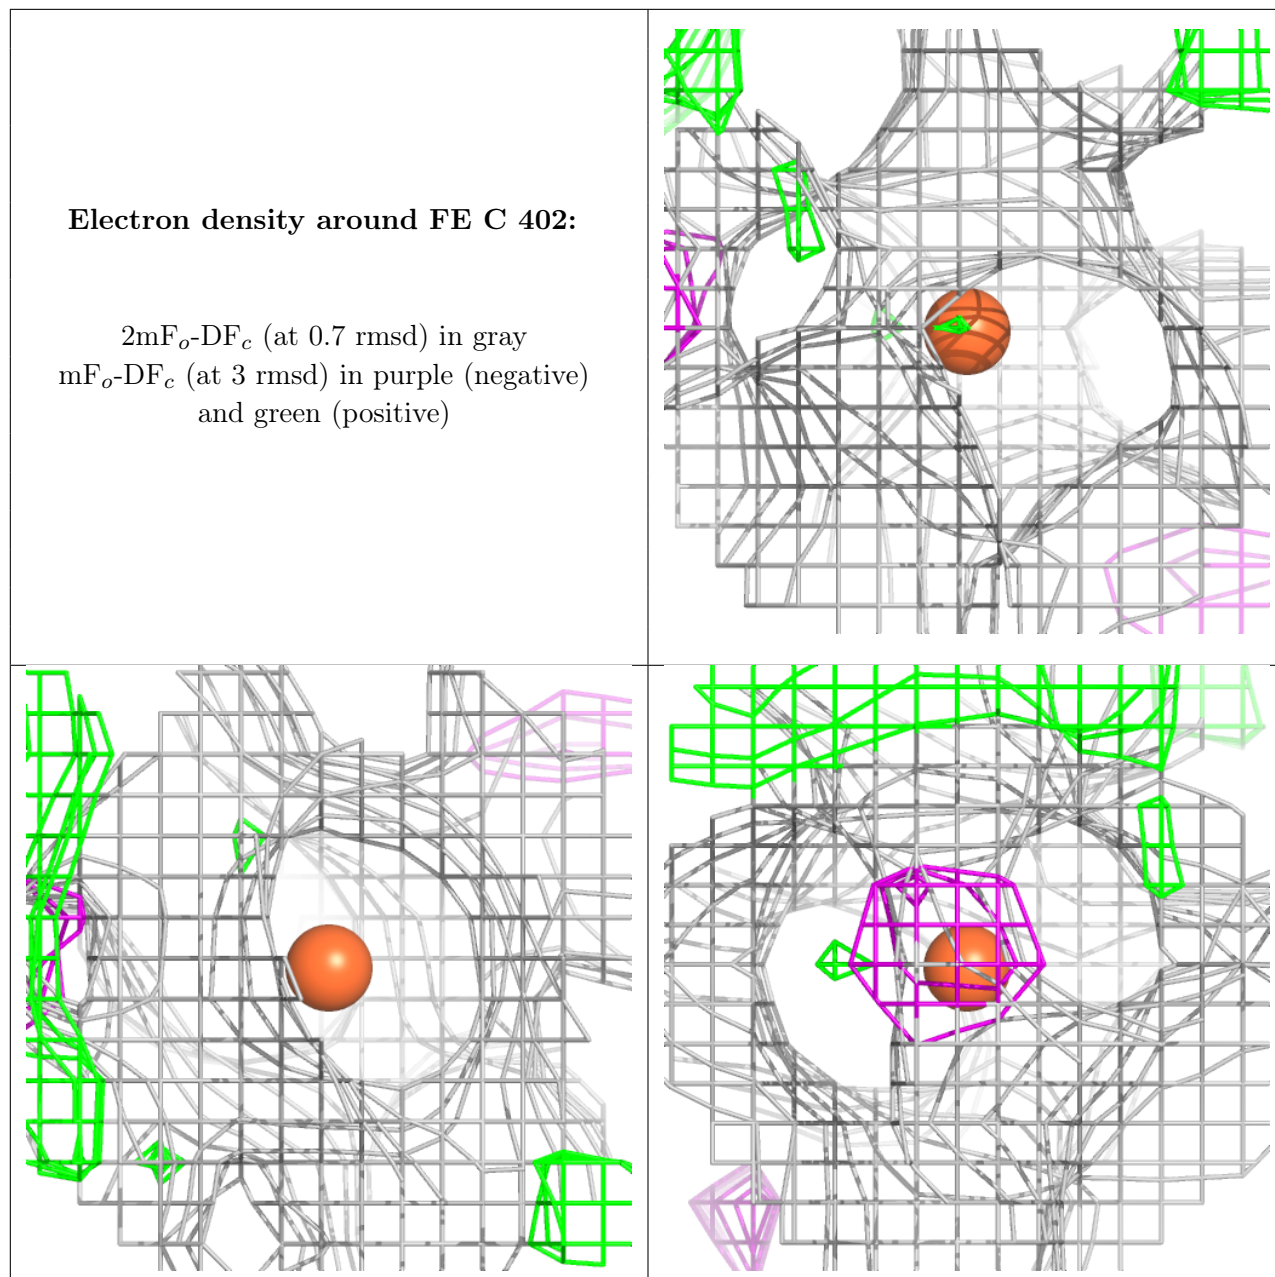 Electron density around FE C 402:
2mFo-DFc (at 0.7 rmsd) in gray
mFo-DFc (at 3 rmsd) in purple (negative)
and green (positive)